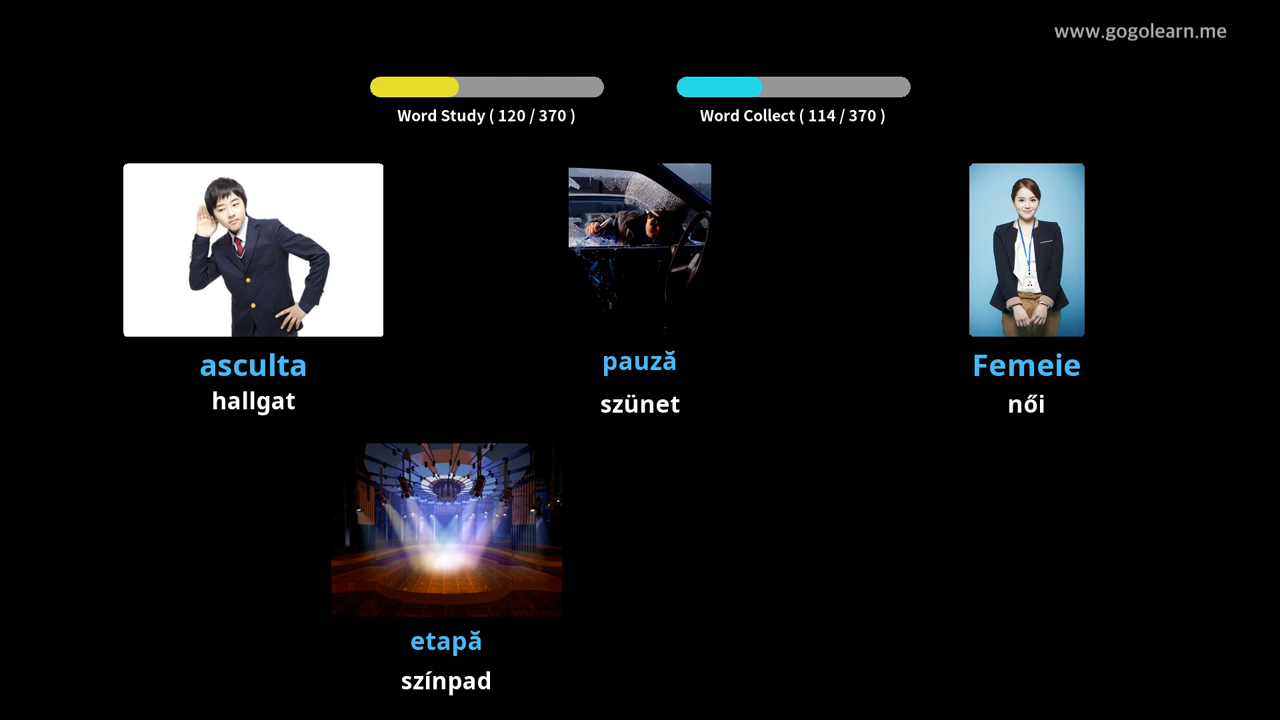 www.gogolearn.me
Word Study ( 120 / 370 )
Word Collect ( 114 / 370 )
asculta
hallgat
pauză
szünet
Femeie
női
etapă
színpad